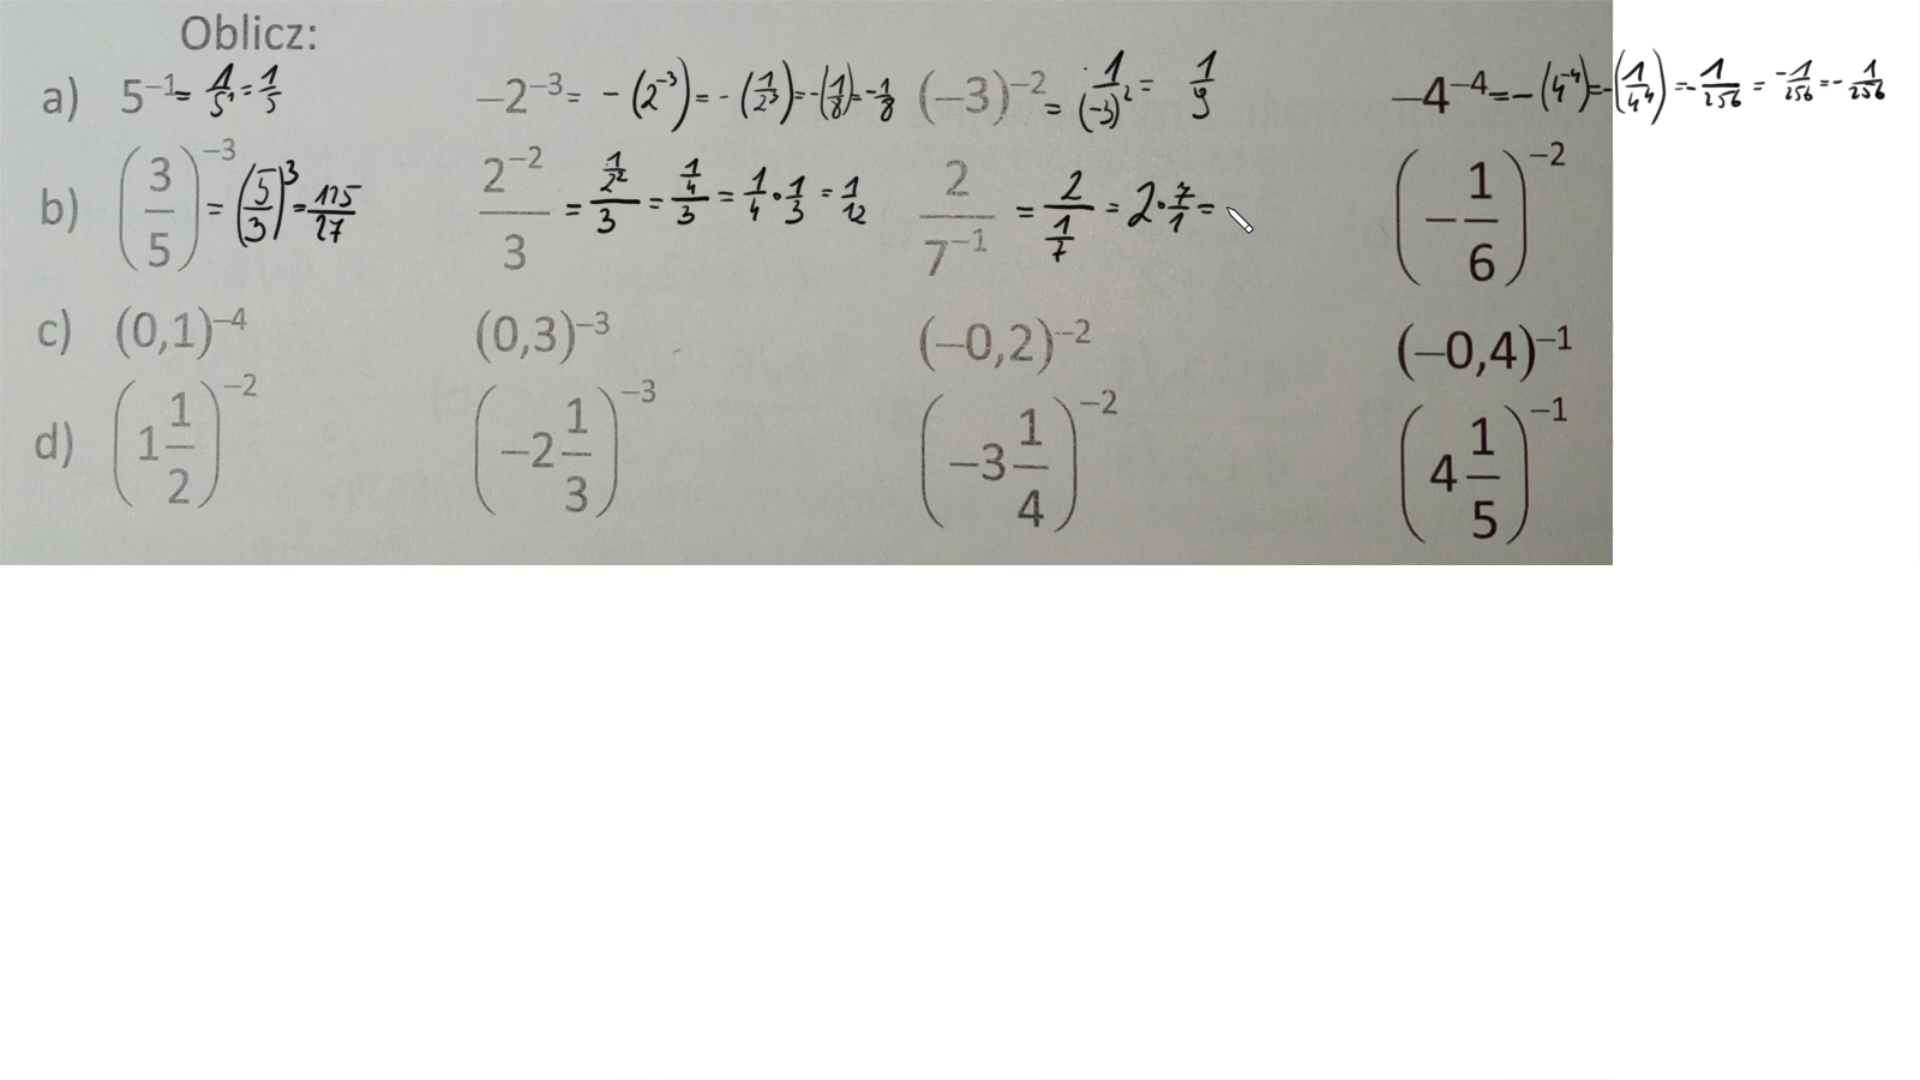 Oblicz:
a) 5⁻¹ = 1/5¹ = 1/5   −2⁻³ = −(2⁻³) = −(1/2³) = −(1/8) = −1/8   (−3)⁻² = 1/(−3)² = 1/9   −4⁻⁴ = −(4⁻⁴) = −(1/4⁴) = −1/256 = −1/256 = −1/256
b) (3/5)⁻³ = (5/3)³ = 125/27   2⁻²/3 = (1/2²)/3 = (1/4)/3 = 1/4 · 1/3 = 1/12   2/7⁻¹ = 2/(1/7) = 2 · 7/1 =   (−1/6)⁻²
c) (0,1)⁻⁴   (0,3)⁻³   (−0,2)⁻²   (−0,4)⁻¹
d) (1 1/2)⁻²   (−2 1/3)⁻³   (−3 1/4)⁻²   (4 1/5)⁻¹